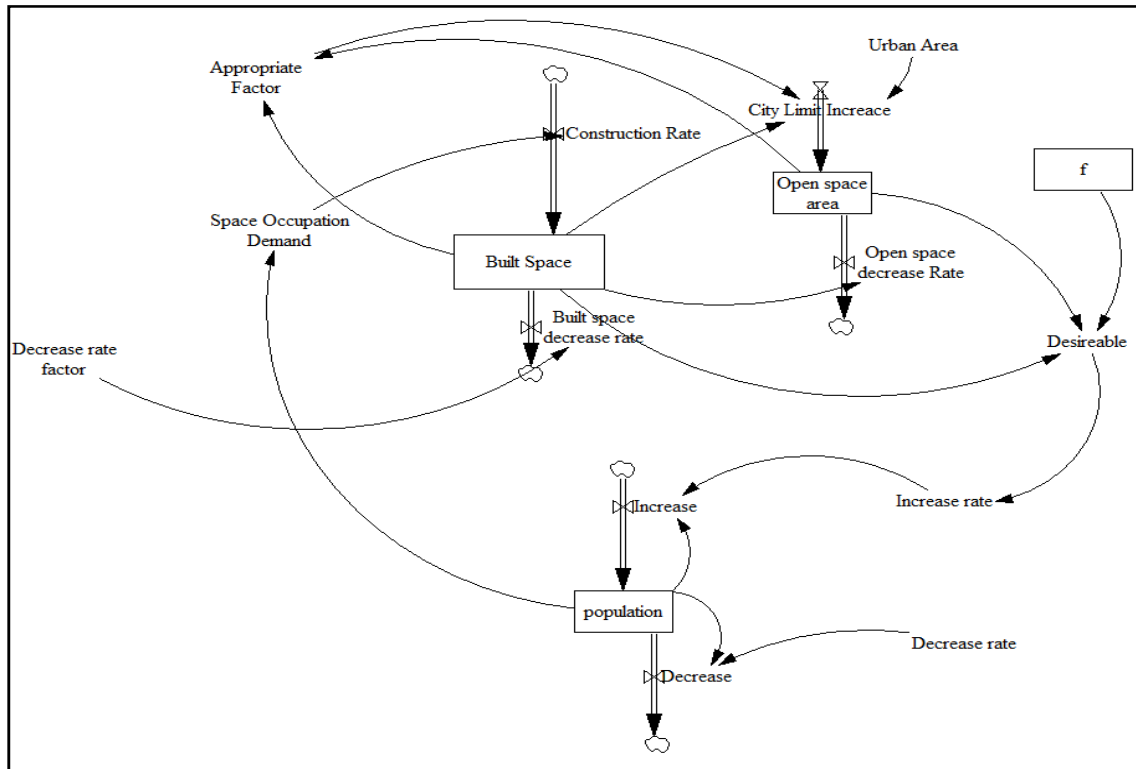 Urban Area
Appropriate
Factor
City Limit Increace
Construction Rate
f
Open space
area
Space Occupation
Demand
Built Space
Open space
decrease Rate
Built space
decrease rate
Decrease rate
factor
Desireable
Increase rate
Increase
population
Decrease rate
Decrease